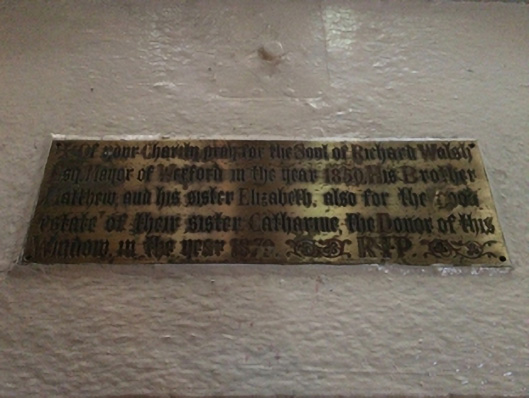 Of your Charity pray for the Soul of Richard Walsh
Esq. Mayor of Wexford in the year 1850, His Brother
Matthew, and his sister Elizabeth, also for the good
estate of their sister Catharine, the Donor of this
Window, in the year R.I.P.